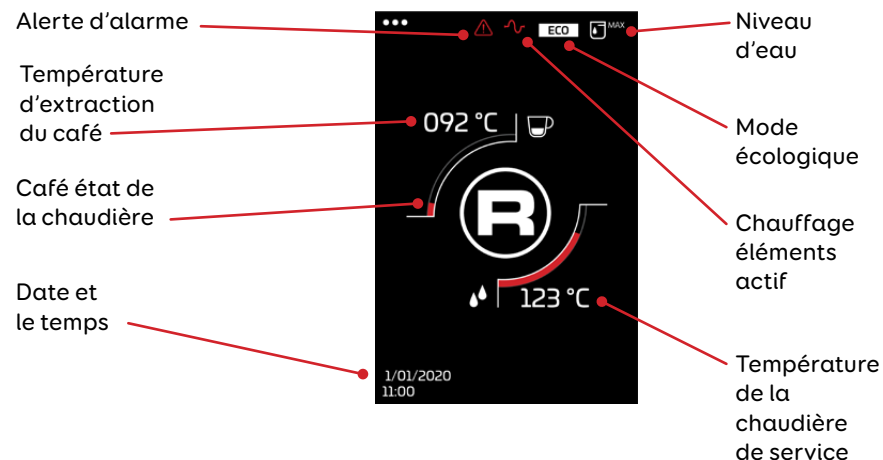 Alerte d’alarme
Température
d’extraction
du café
Café état de
la chaudière
Date et
le temps
•••
ECO
MAX
092 °C
R
123 °C
1/01/2020
11:00
Niveau
d’eau
Mode
écologique
Chauffage
éléments
actif
Température
de la
chaudière
de service